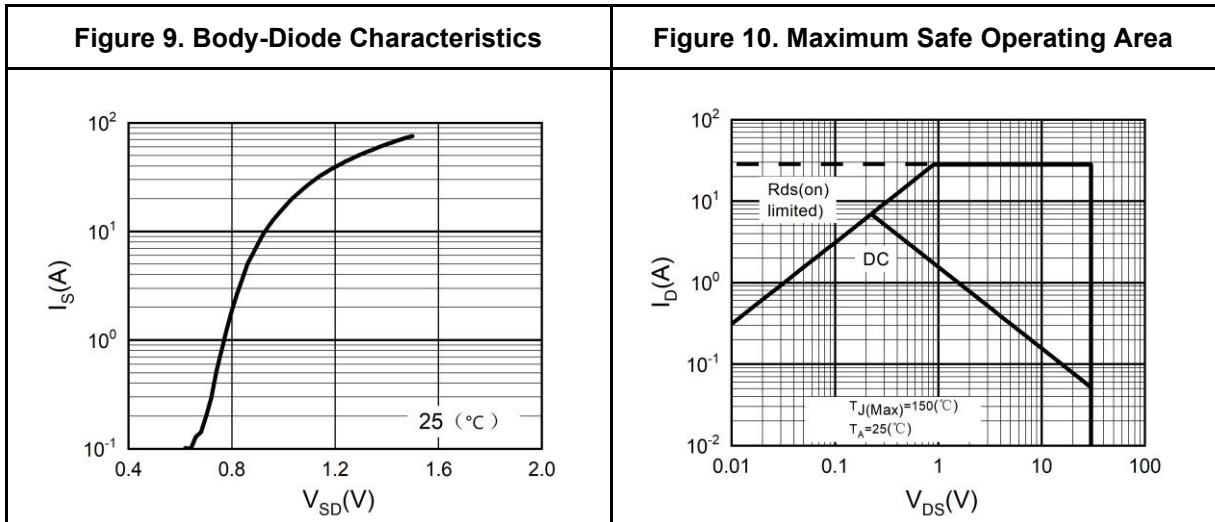 Figure 9. Body-Diode Characteristics
Figure 10. Maximum Safe Operating Area
10²
10¹
10⁰
10⁻¹
I_S(A)
25（°C）
0.4 0.8 1.2 1.6 2.0
V_SD(V)
10²
10¹
10⁰
10⁻¹
10⁻²
I_D(A)
Rds(on)
limited)
DC
T_J(Max)=150(℃)
T_A=25(℃)
0.01 0.1 1 10 100
V_DS(V)